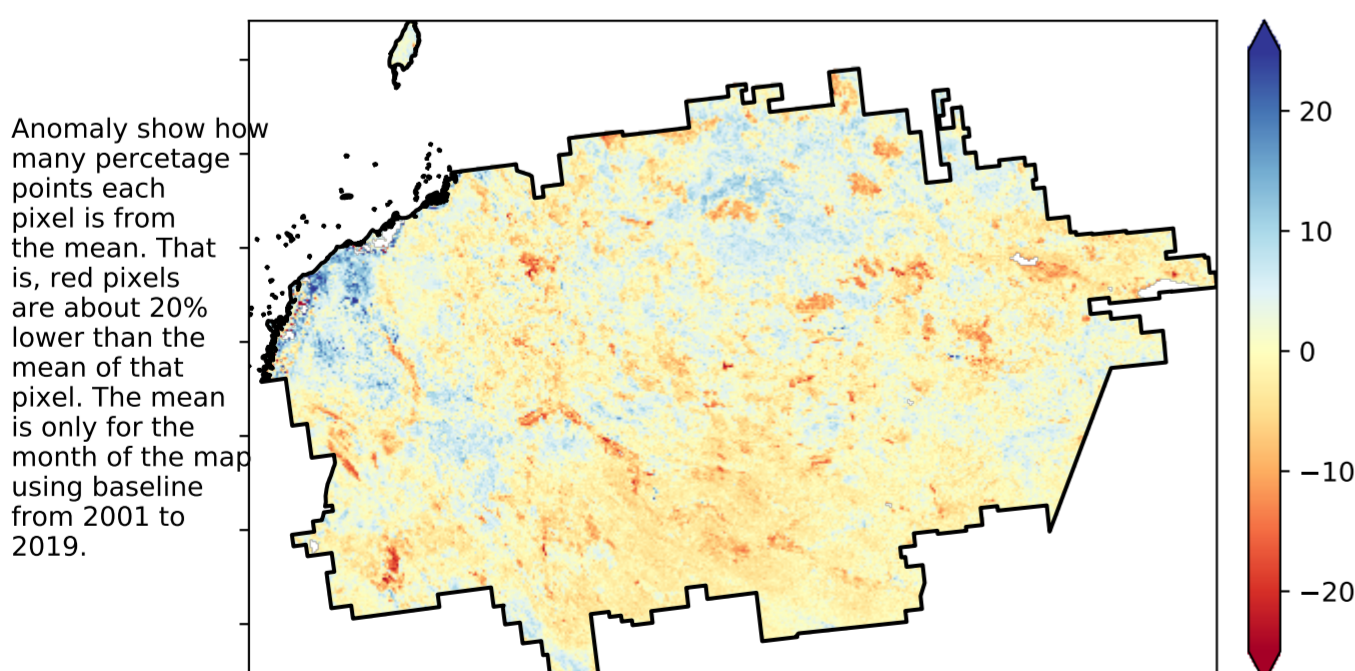 Anomaly show how
many percetage
points each
pixel is from
the mean. That
is, red pixels
are about 20%
lower than the
mean of that
pixel. The mean
is only for the
month of the map
using baseline
from 2001 to
2019.
20
10
0
−10
−20